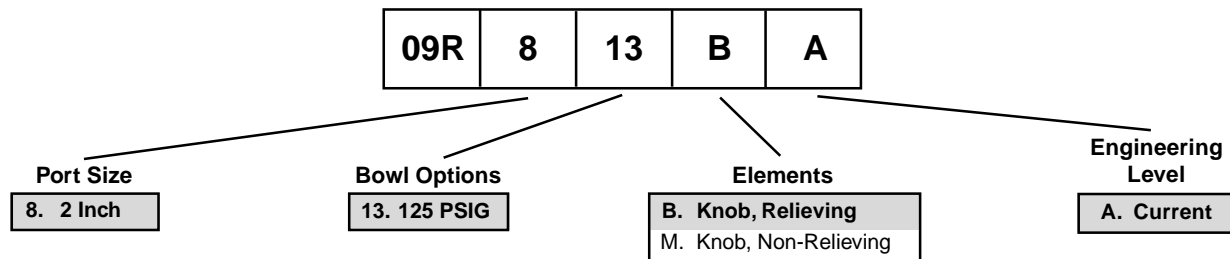 09R 8 13 B A
Port Size
8. 2 Inch
Bowl Options
13. 125 PSIG
Elements
B. Knob, Relieving
M. Knob, Non-Relieving
Engineering
Level
A. Current